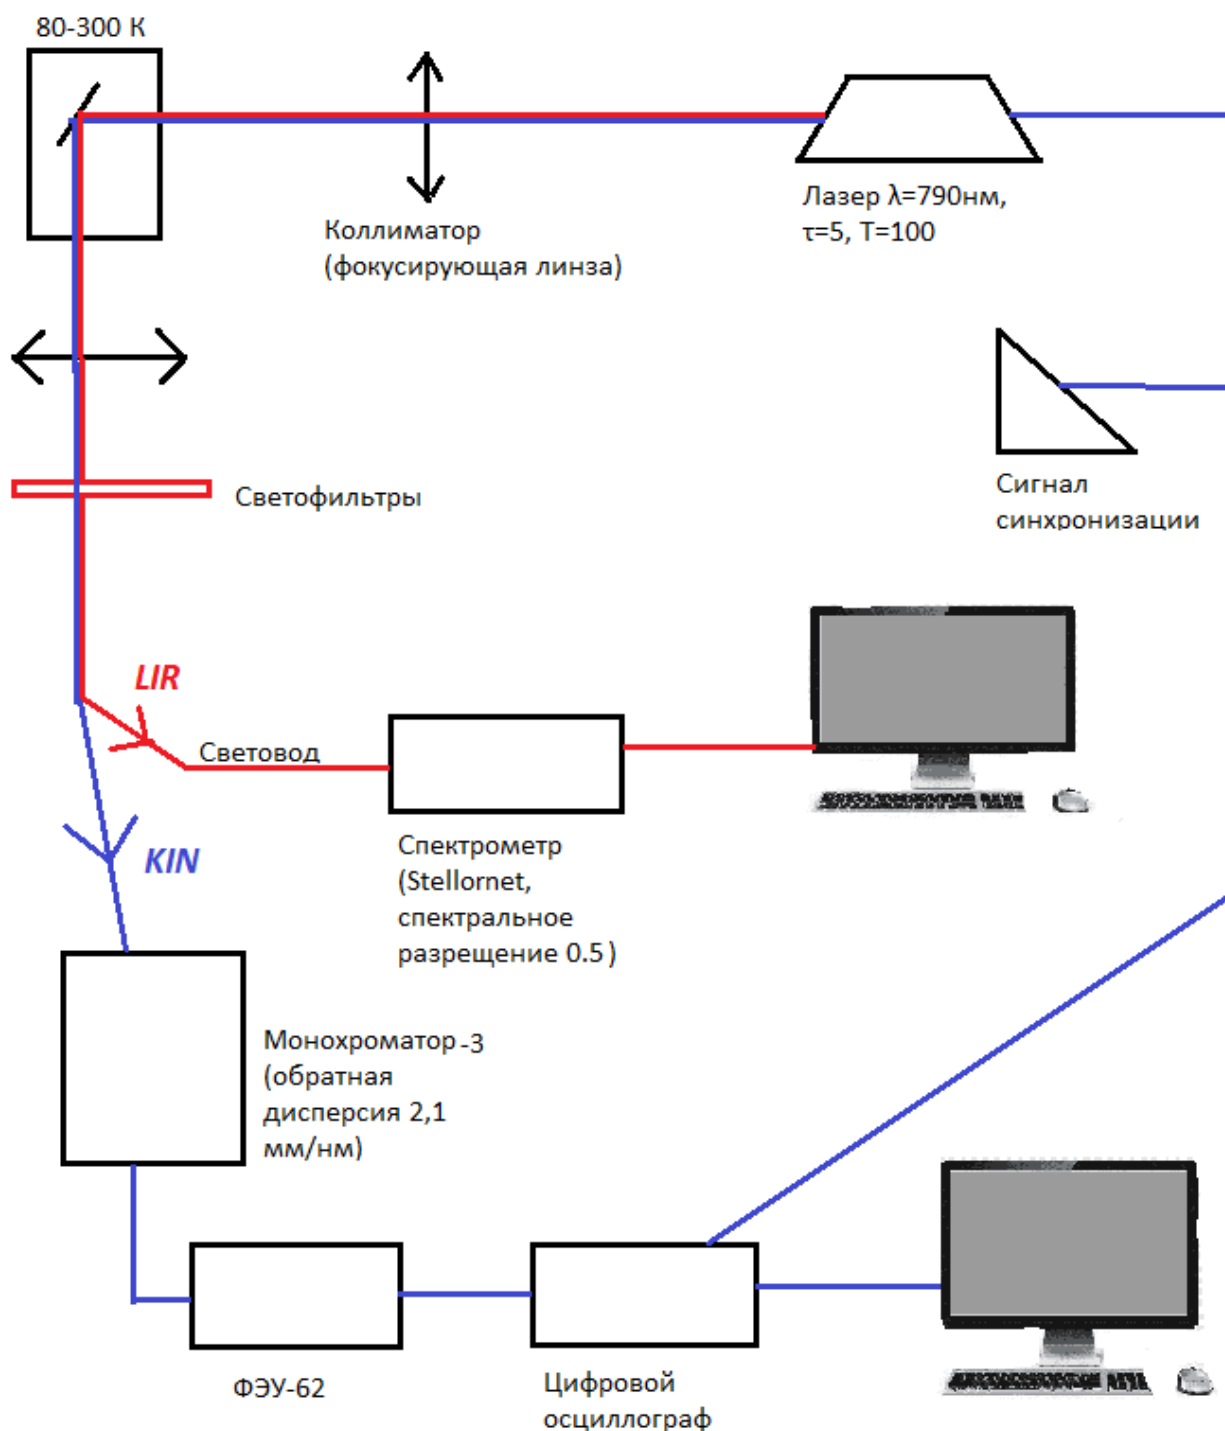 80-300 К
Коллиматор
(фокусирующая линза)
Лазер λ=790нм,
τ=5, T=100
Светофильтры
Сигнал
синхронизации
LIR
Световод
KIN
Спектрометр
(Stellornet,
спектральное
разрещение 0.5)
Монохроматор-3
(обратная
дисперсия 2,1
мм/нм)
ФЭУ-62
Цифровой
осциллограф